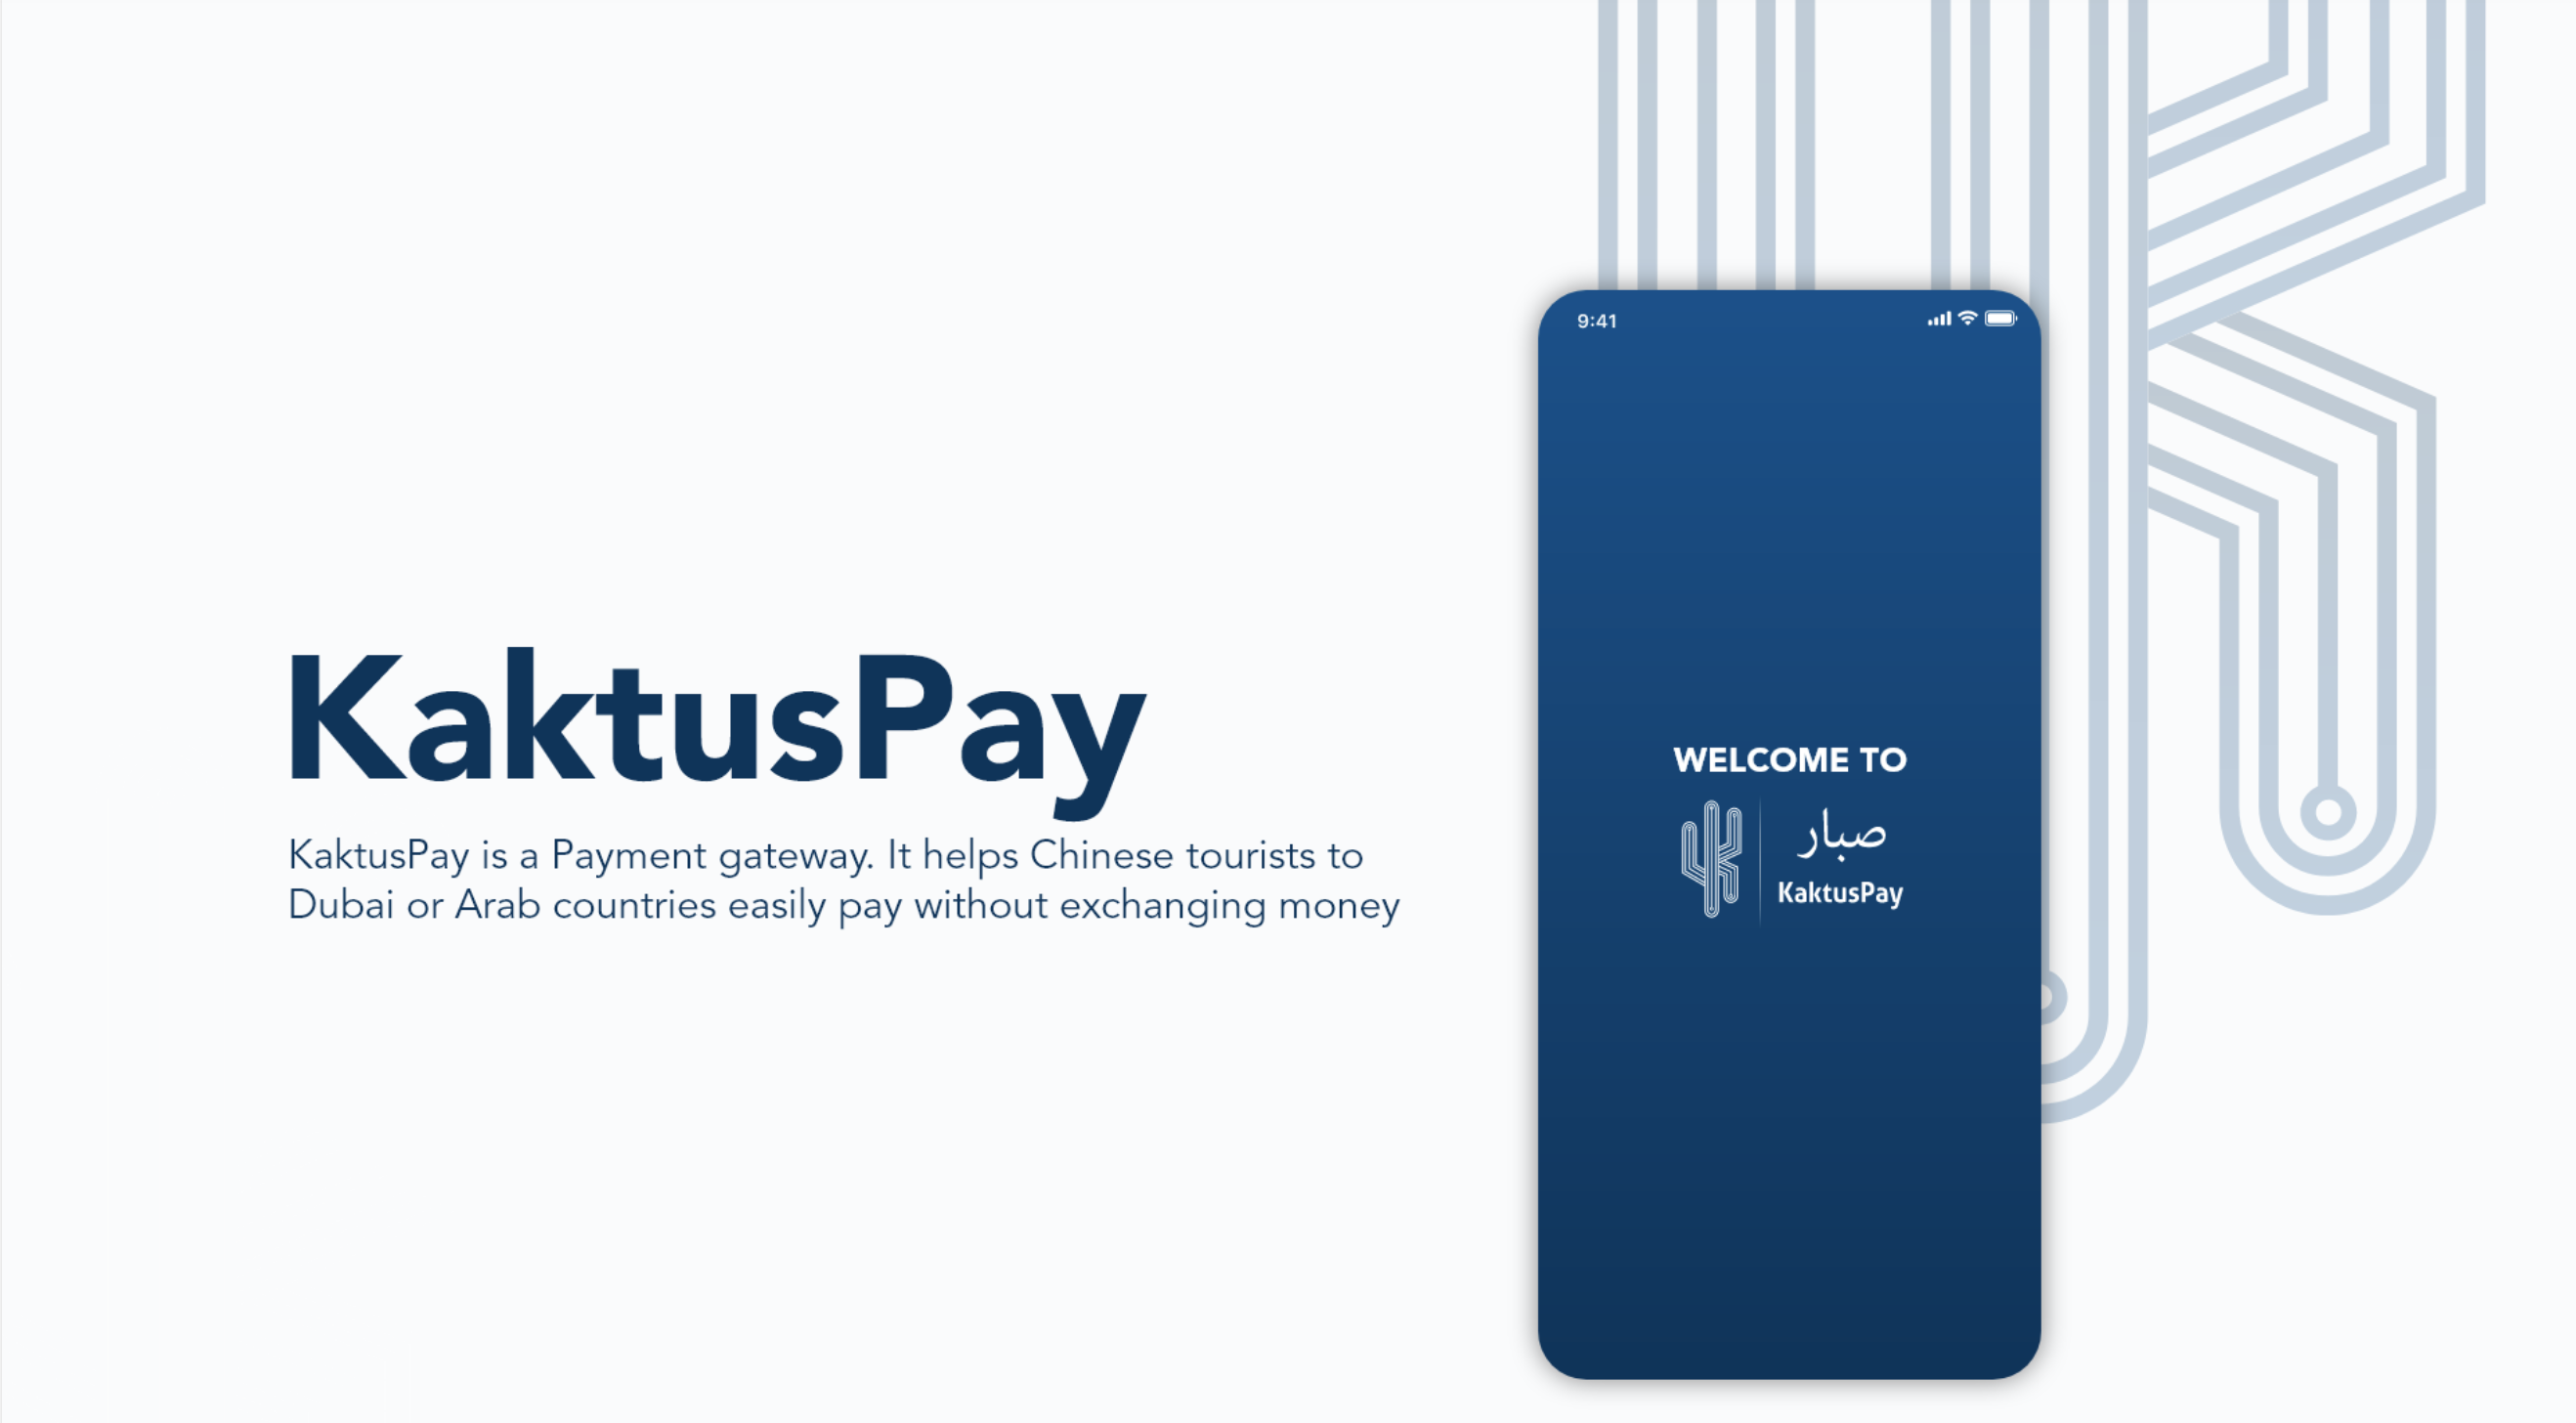 KaktusPay
KaktusPay is a Payment gateway. It helps Chinese tourists to
Dubai or Arab countries easily pay without exchanging money
9:41
WELCOME TO
صبار
KaktusPay